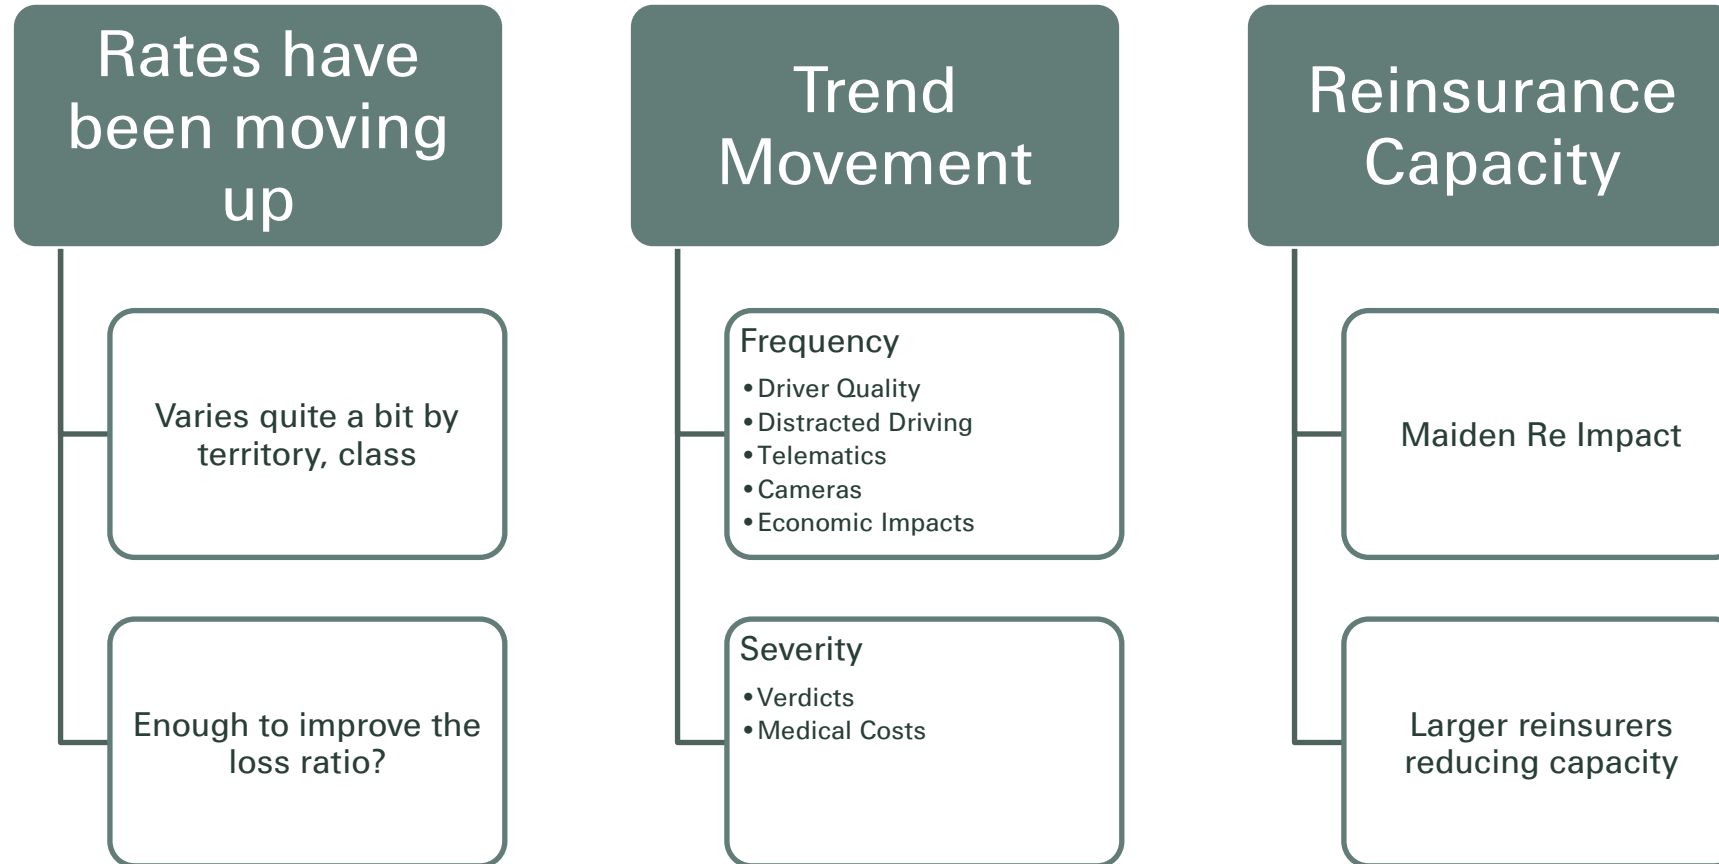 Rates have
been moving
up
Varies quite a bit by
territory, class
Enough to improve the
loss ratio?
Trend
Movement
Frequency
•Driver Quality
•Distracted Driving
•Telematics
•Cameras
•Economic Impacts
Severity
•Verdicts
•Medical Costs
Reinsurance
Capacity
Maiden Re Impact
Larger reinsurers
reducing capacity